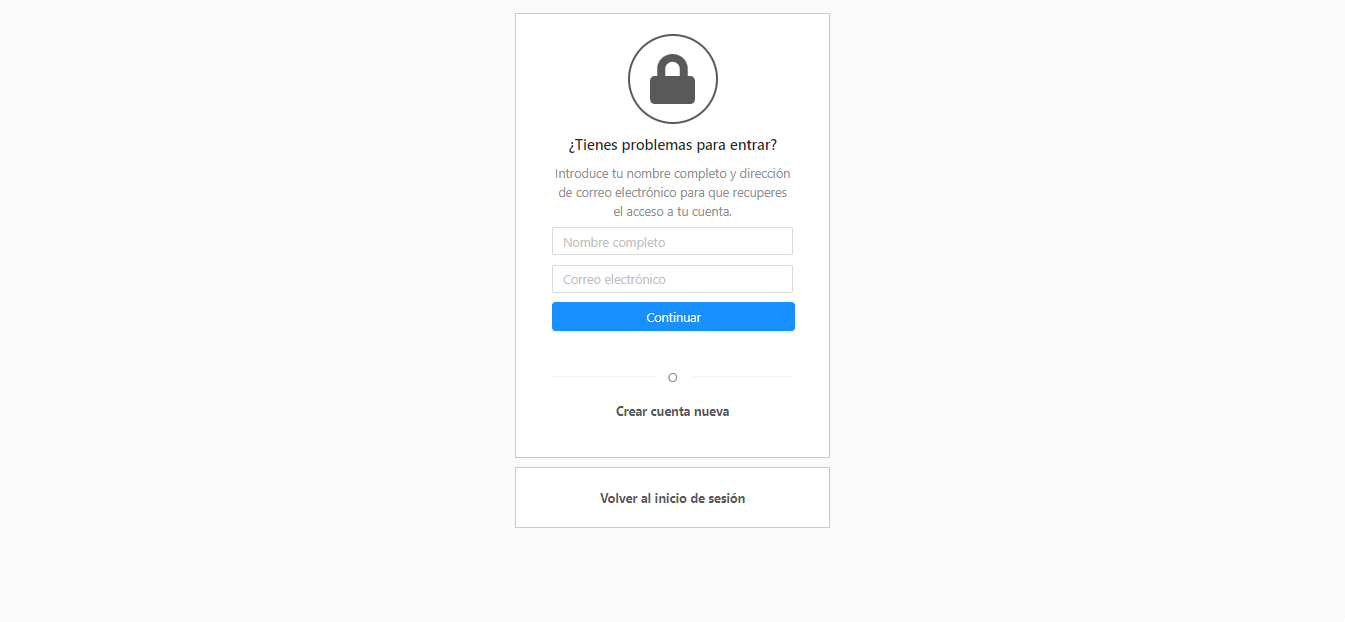 ¿Tienes problemas para entrar?
Introduce tu nombre completo y dirección
de correo electrónico para que recuperes
el acceso a tu cuenta.
Nombre completo
Correo electrónico
Continuar
O
Crear cuenta nueva
Volver al inicio de sesión